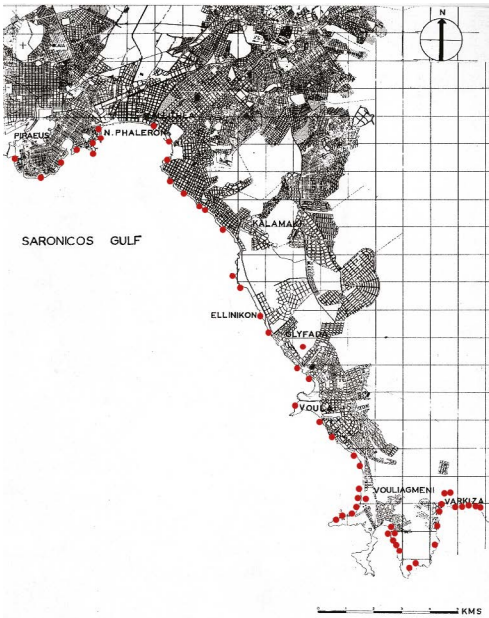 N
PIRAEUS
N. PHALERON
KALAMAKI
SARONICOS GULF
ELLINIKON
GLYFADA
VOULA
VOULIAGMENI
VARKIZA
KMS